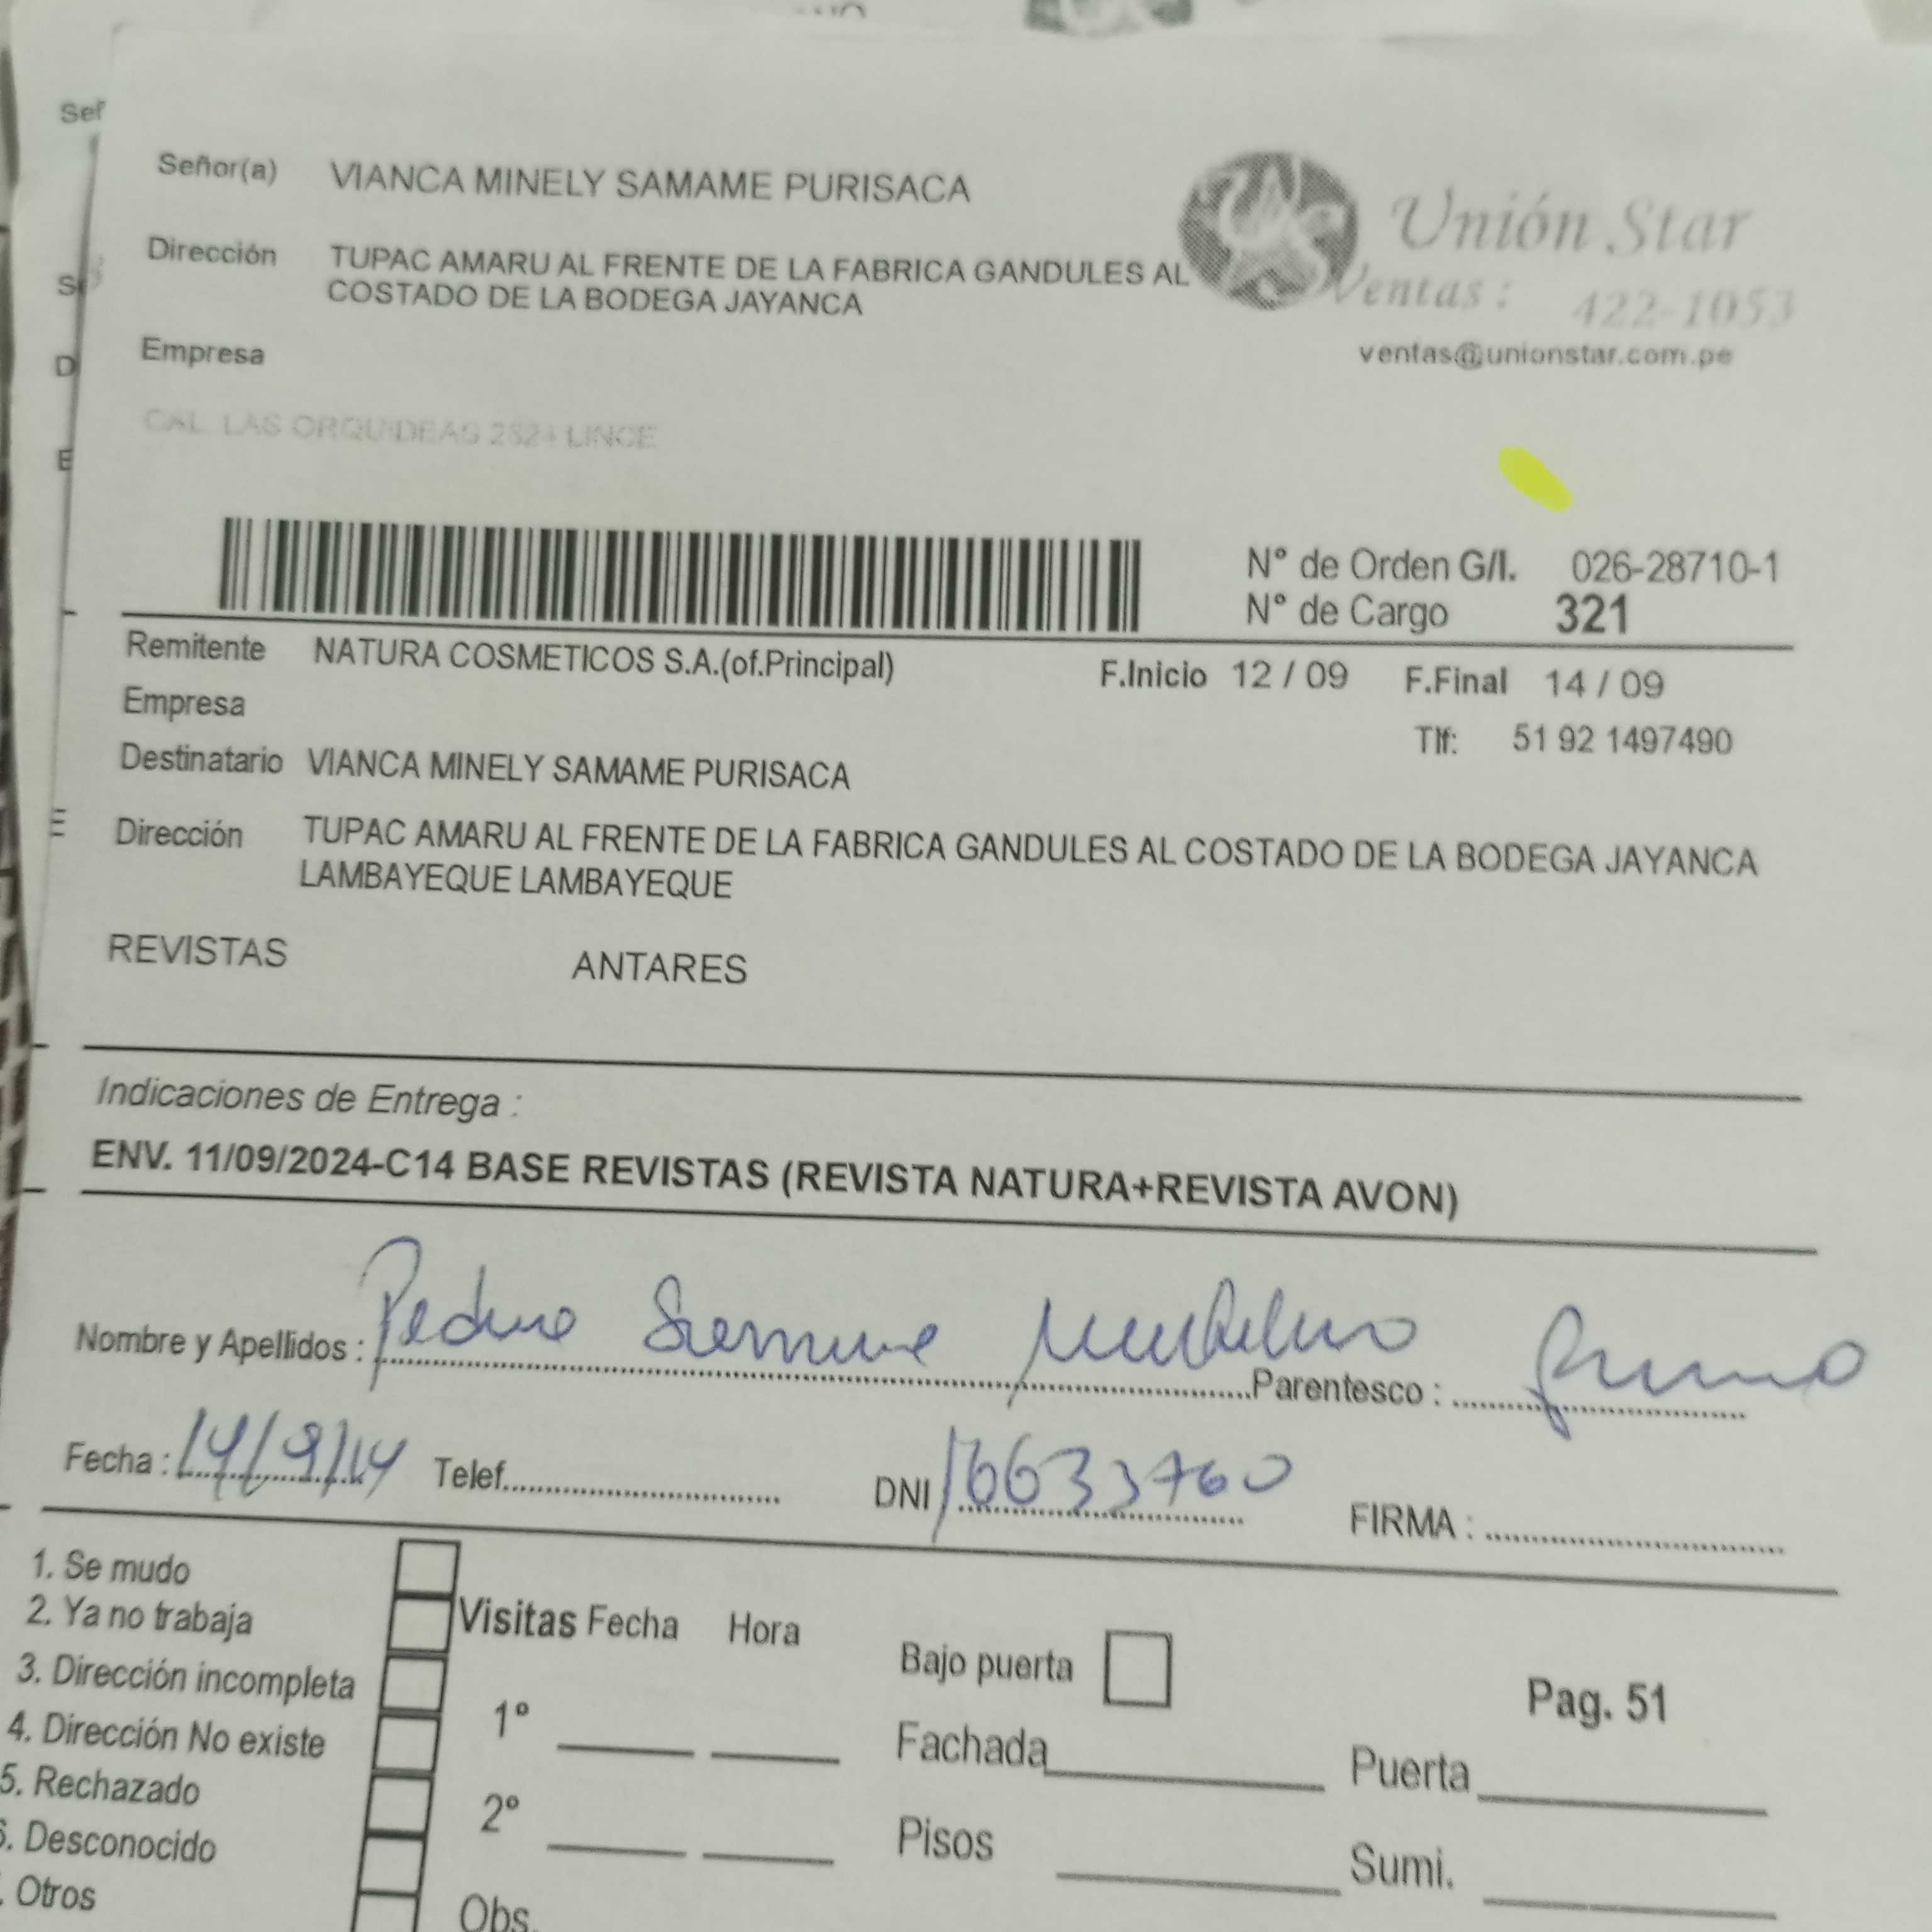 Señor(a) VIANCA MINELY SAMAME PURISACA
Unión Star
Ventas: 422-1053
ventas@unionstar.com.pe
Dirección TUPAC AMARU AL FRENTE DE LA FABRICA GANDULES AL
COSTADO DE LA BODEGA JAYANCA
Empresa
CAL. LAS ORQUIDEAS 2624 LINCE
N° de Orden G/I. 026-28710-1
N° de Cargo 321
Remitente NATURA COSMETICOS S.A.(of.Principal) F.Inicio 12 / 09 F.Final 14 / 09
Empresa
Tlf: 51 92 1497490
Destinatario VIANCA MINELY SAMAME PURISACA
Dirección TUPAC AMARU AL FRENTE DE LA FABRICA GANDULES AL COSTADO DE LA BODEGA JAYANCA
LAMBAYEQUE LAMBAYEQUE
REVISTAS ANTARES
Indicaciones de Entrega :
ENV. 11/09/2024-C14 BASE REVISTAS (REVISTA NATURA+REVISTA AVON)
Nombre y Apellidos : Pedro Parentesco :
Fecha : 14/9/14 Telef. DNI 16633760 FIRMA :
1. Se mudo
2. Ya no trabaja
3. Dirección incompleta
4. Dirección No existe
5. Rechazado
6. Desconocido
. Otros
Visitas Fecha Hora
1°
2°
Obs.
Bajo puerta
Fachada
Pisos
Pag. 51
Puerta
Sumi.